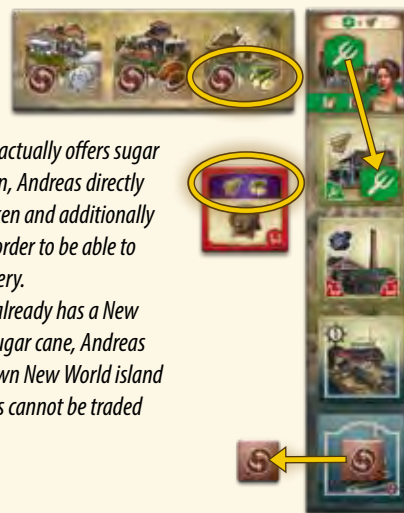 actually offers sugar
n, Andreas directly
en and additionally
order to be able to
ery.
already has a New
ugar cane, Andreas
wn New World island
s cannot be traded